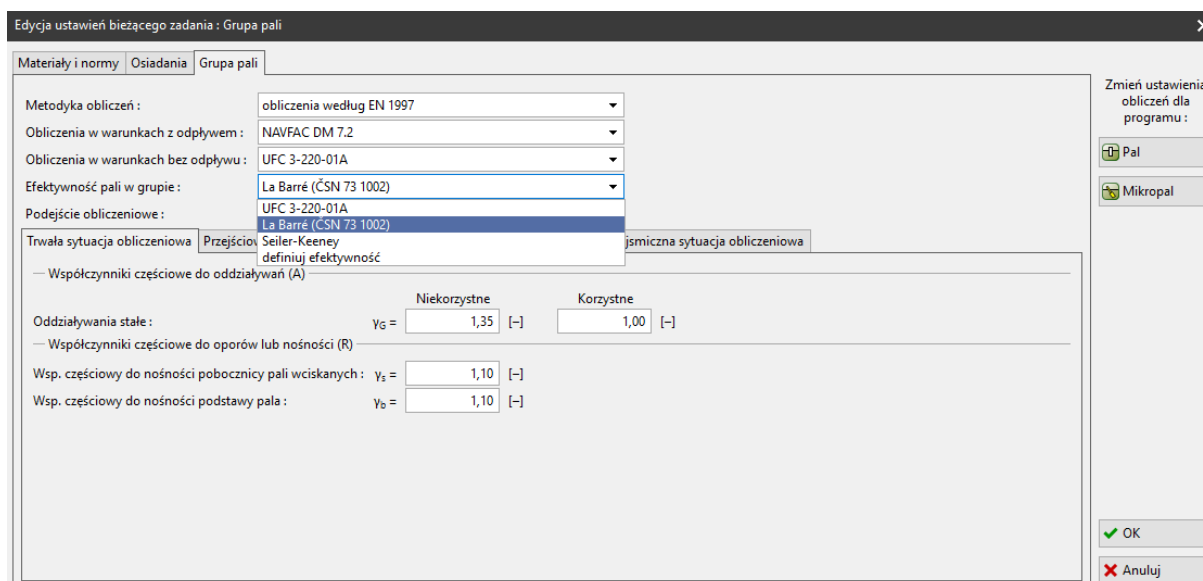 Edycja ustawień bieżącego zadania : Grupa pali
Materiały i normy Osiadania Grupa pali
Metodyka obliczeń : obliczenia według EN 1997
Obliczenia w warunkach z odpływem : NAVFAC DM 7.2
Obliczenia w warunkach bez odpływu : UFC 3-220-01A
Efektywność pali w grupie : La Barré (ČSN 73 1002)
UFC 3-220-01A
Podejście obliczeniowe : La Barré (ČSN 73 1002)
Trwała sytuacja obliczeniowa Przejściow Seiler-Keeney jsmiczna sytuacja obliczeniowa
definiuj efektywność
Współczynniki częściowe do oddziaływań (A)
Niekorzystne Korzystne
Oddziaływania stałe : γG = 1,35 [–] 1,00 [–]
Współczynniki częściowe do oporów lub nośności (R)
Wsp. częściowy do nośności pobocznicy pali wciskanych : γs = 1,10 [–]
Wsp. częściowy do nośności podstawy pala : γb = 1,10 [–]
Zmień ustawienia
obliczeń dla
programu :
Pal
Mikropal
OK
Anuluj